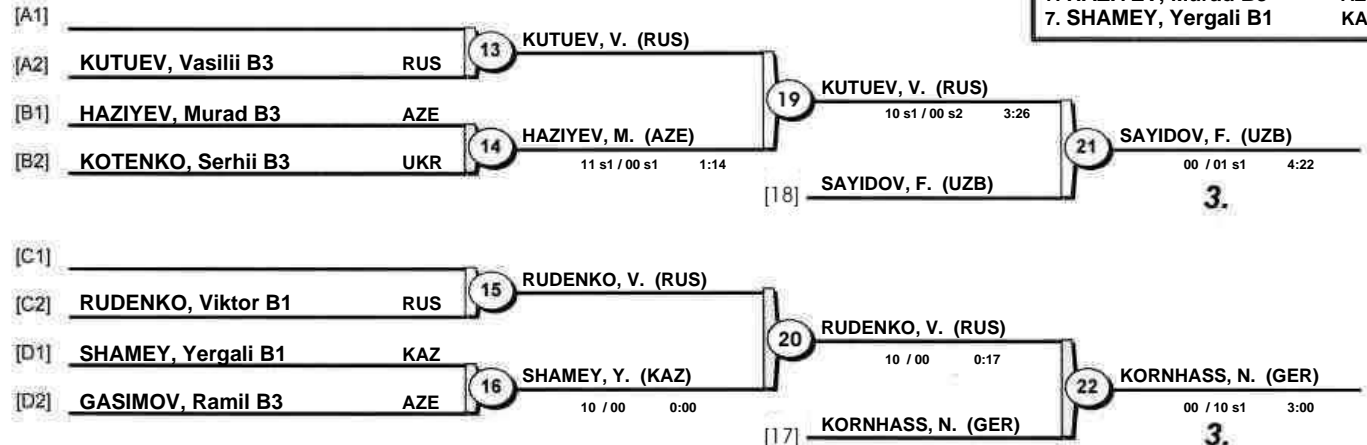 7. SHAMEY, Yergali B1 KA
[A1]
13 KUTUEV, V. (RUS)
[A2] KUTUEV, Vasilii B3 RUS
19 KUTUEV, V. (RUS)
10 s1 / 00 s2 3:26
[B1] HAZIYEV, Murad B3 AZE
14 HAZIYEV, M. (AZE)
11 s1 / 00 s1 1:14
21 SAYIDOV, F. (UZB)
00 / 01 s1 4:22
[B2] KOTENKO, Serhii B3 UKR
[18] SAYIDOV, F. (UZB)
3.
[C1]
15 RUDENKO, V. (RUS)
[C2] RUDENKO, Viktor B1 RUS
20 RUDENKO, V. (RUS)
10 / 00 0:17
[D1] SHAMEY, Yergali B1 KAZ
16 SHAMEY, Y. (KAZ)
10 / 00 0:00
22 KORNHASS, N. (GER)
00 / 10 s1 3:00
[D2] GASIMOV, Ramil B3 AZE
[17] KORNHASS, N. (GER)
3.